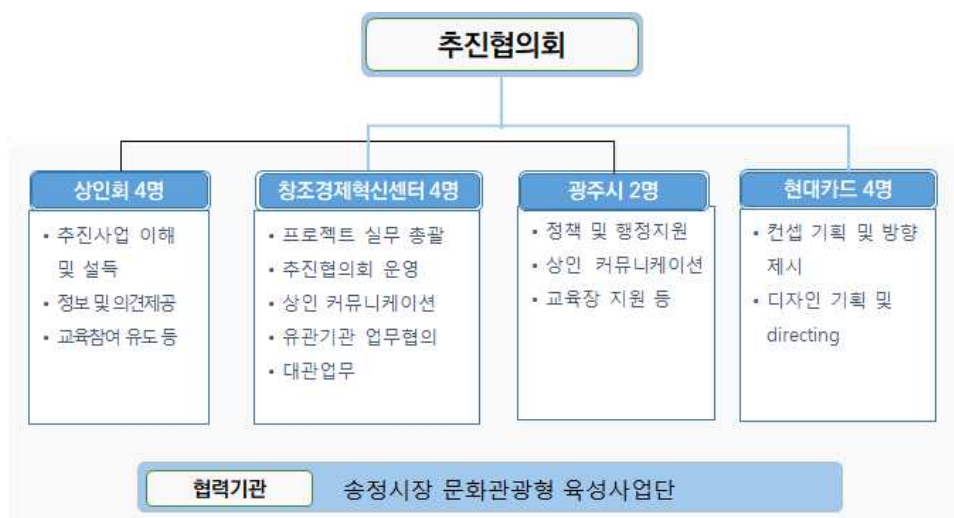 추진협의회
상인회 4명
• 추진사업 이해
및 설득
• 정보 및 의견제공
• 교육참여 유도 등
창조경제혁신센터 4명
• 프로젝트 실무 총괄
• 추진협의회 운영
• 상인 커뮤니케이션
• 유관기관 업무협의
• 대관업무
광주시 2명
• 정책 및 행정지원
• 상인 커뮤니케이션
• 교육장 지원 등
현대카드 4명
• 컨셉 기획 및 방향
제시
• 디자인 기획 및
directing
협력기관 송정시장 문화관광형 육성사업단